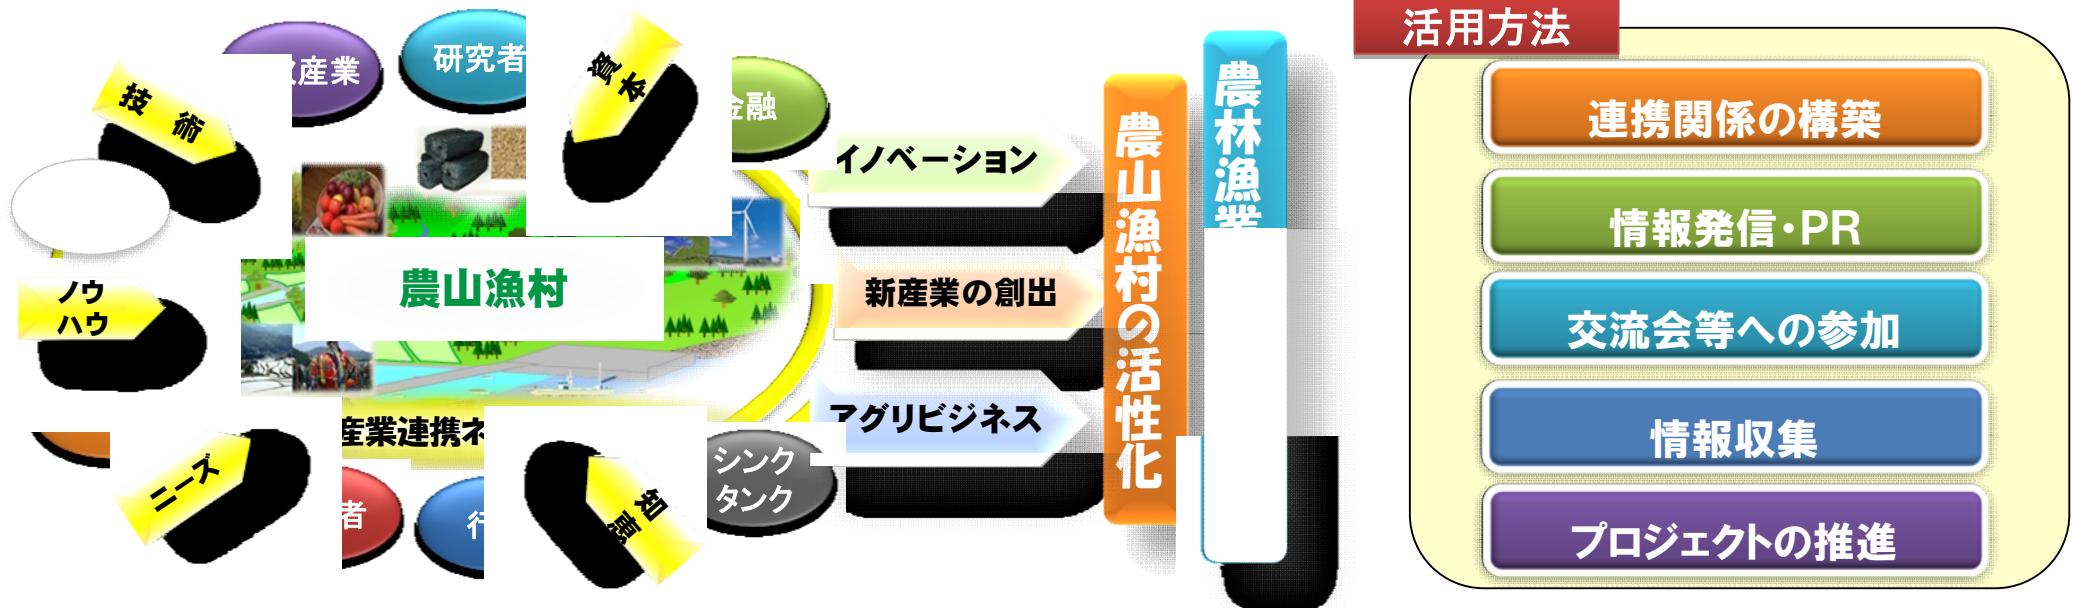 産業
研究者
資本
金融
技術
ノウ
ハウ
農山漁村
産業連携ネ
ニーズ
者
知恵
シンク
タンク
イノベーション
新産業の創出
アグリビジネス
農山漁村の活性化
農林漁業
活用方法
連携関係の構築
情報発信・PR
交流会等への参加
情報収集
プロジェクトの推進